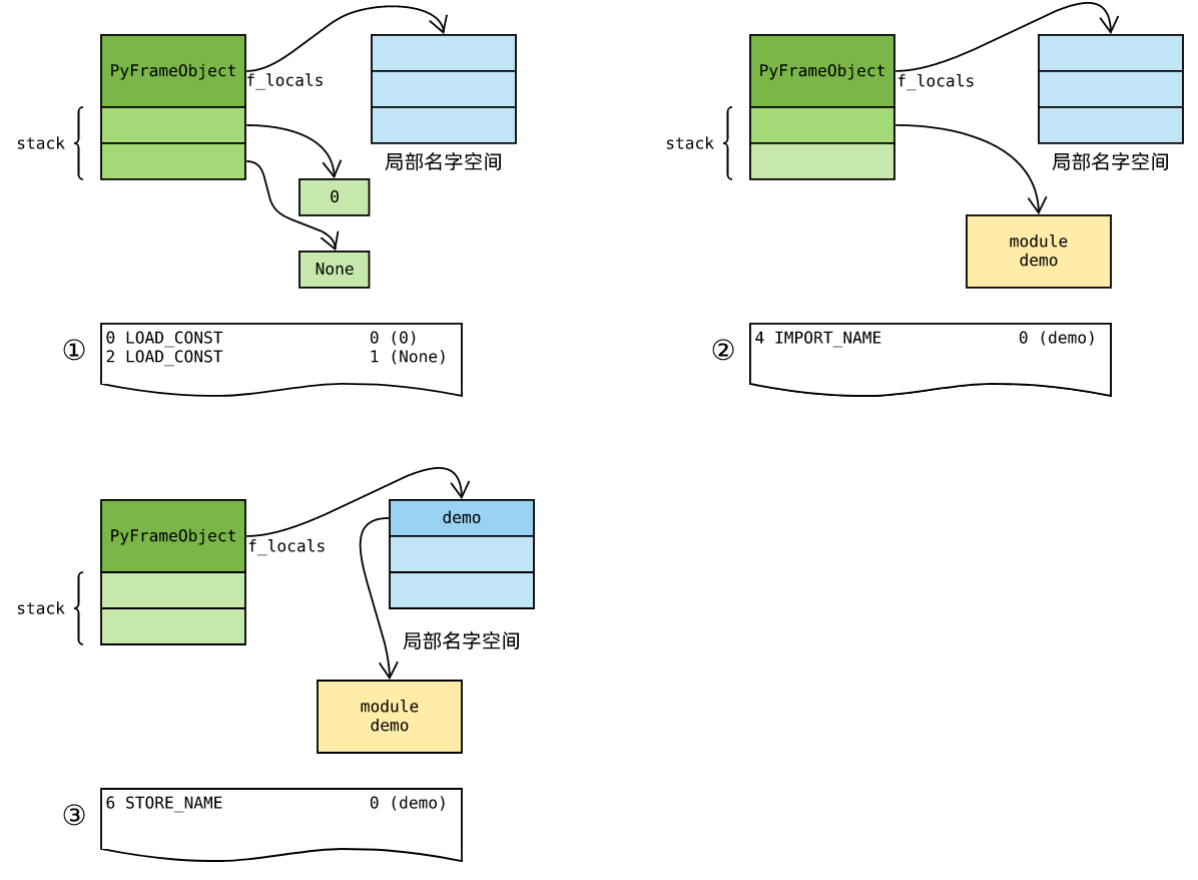 PyFrameObject
f_locals
stack
局部名字空间
0
None
①
0 LOAD_CONST 0 (0)
2 LOAD_CONST 1 (None)
PyFrameObject
f_locals
stack
局部名字空间
module
demo
②
4 IMPORT_NAME 0 (demo)
PyFrameObject
f_locals
demo
stack
局部名字空间
module
demo
③
6 STORE_NAME 0 (demo)